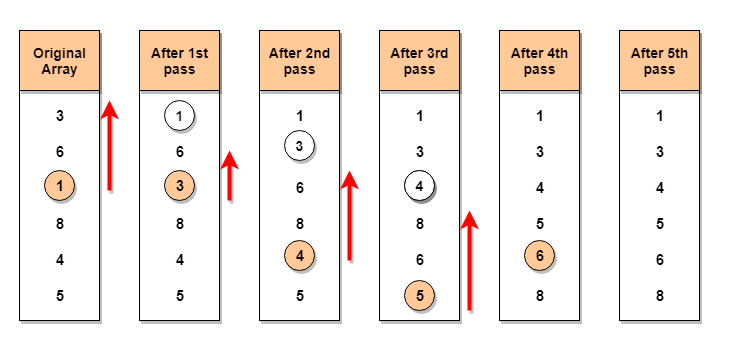 Original Array
After 1st pass
After 2nd pass
After 3rd pass
After 4th pass
After 5th pass
3 1 1 1 1 1
6 6 3 3 3 3
1 3 6 4 4 4
8 8 8 8 5 5
4 4 4 6 6 6
5 5 5 5 8 8